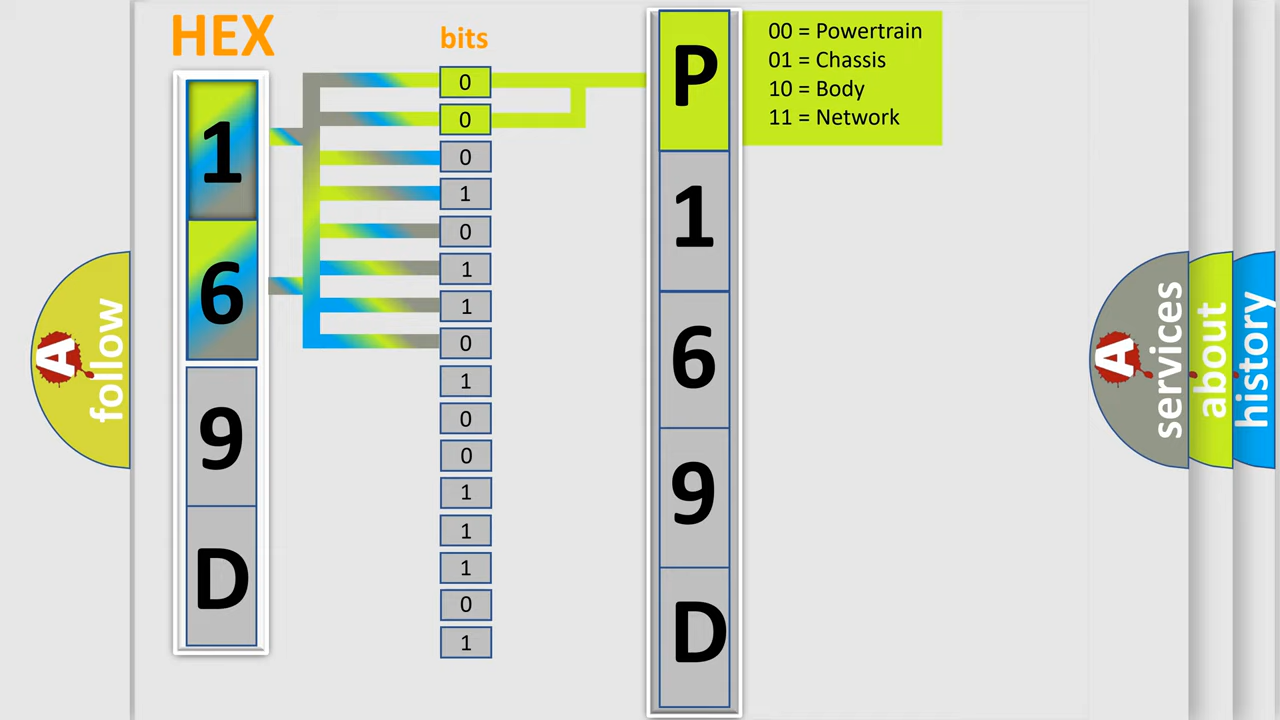 HEX
bits
1
6
9
D
0
0
0
1
0
1
1
0
1
0
0
1
1
1
0
1
P
1
6
9
D
00 = Powertrain
01 = Chassis
10 = Body
11 = Network
A follow
A services
about
history